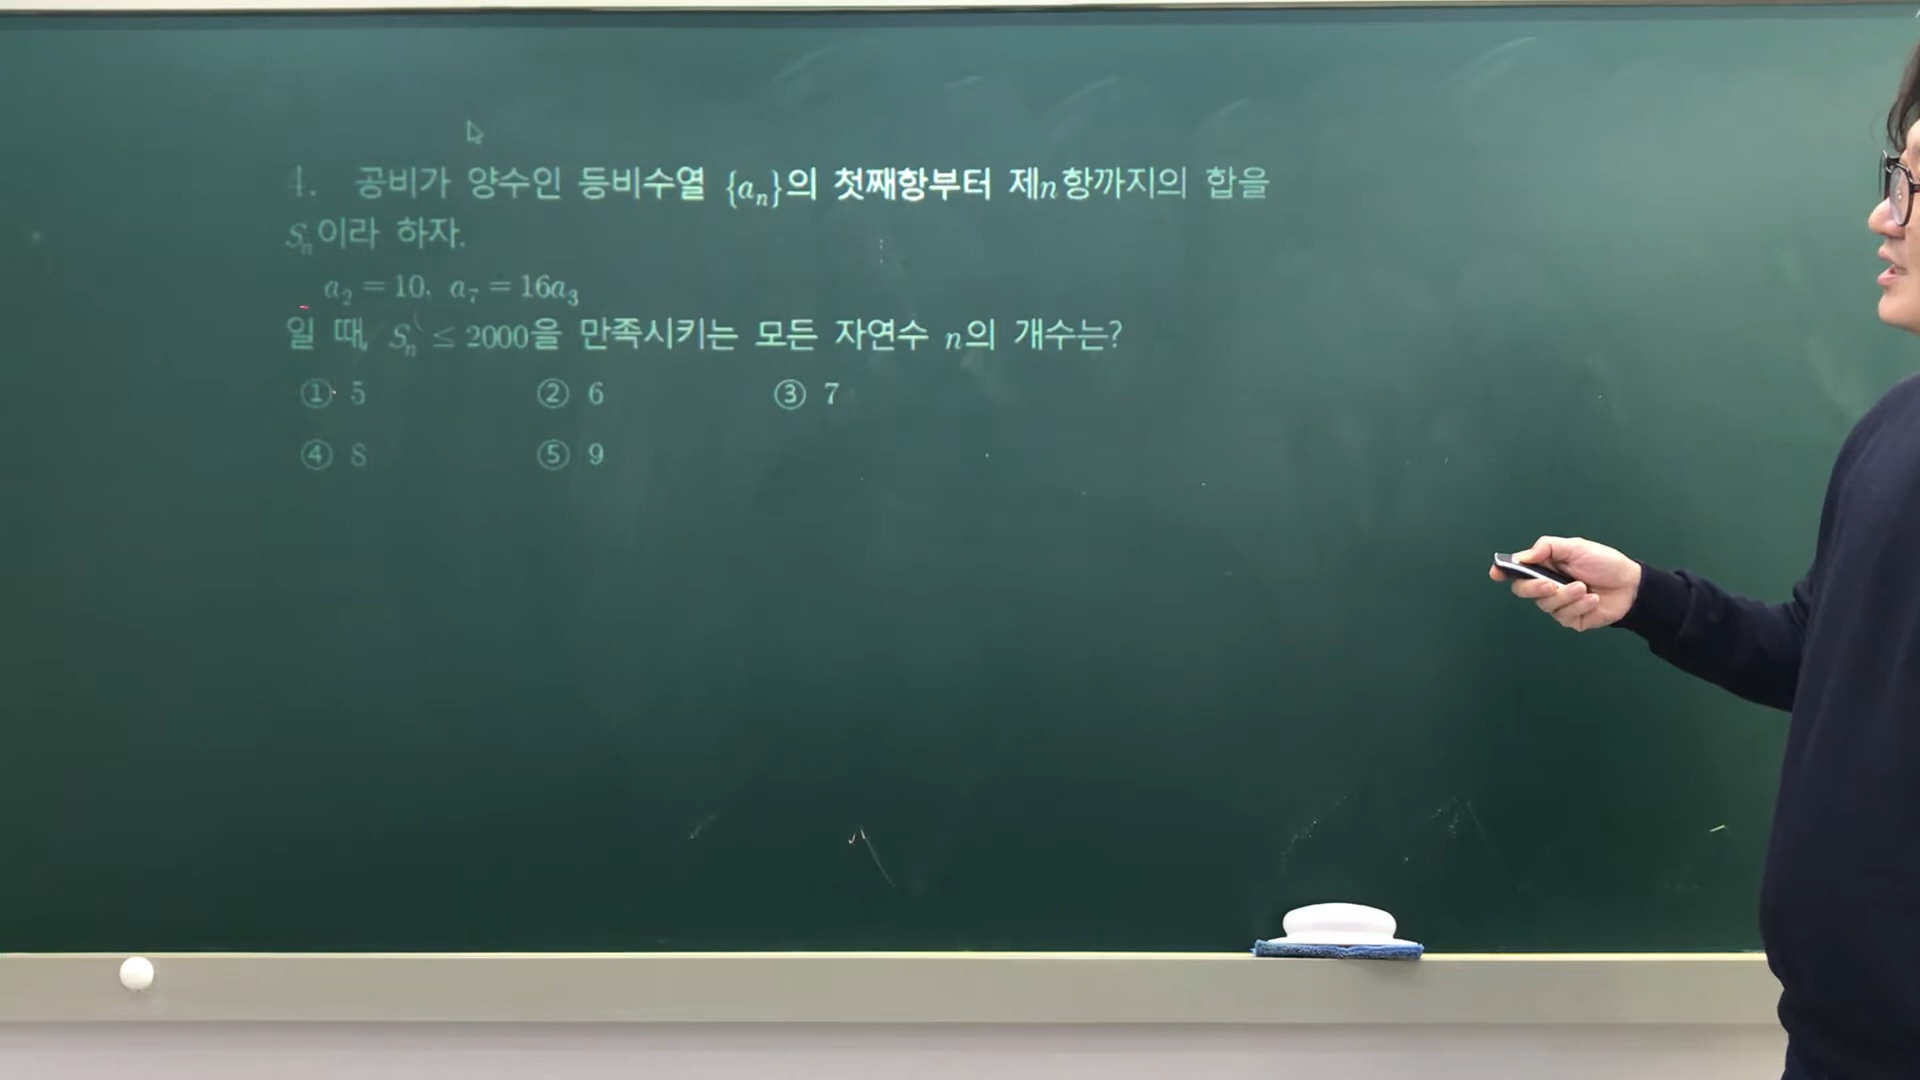 4. 공비가 양수인 등비수열 {aₙ}의 첫째항부터 제n항까지의 합을
Sₙ이라 하자.
a₂ = 10, a₇ = 16a₃
일 때, Sₙ ≤ 2000을 만족시키는 모든 자연수 n의 개수는?
① 5 ② 6 ③ 7
④ 8 ⑤ 9